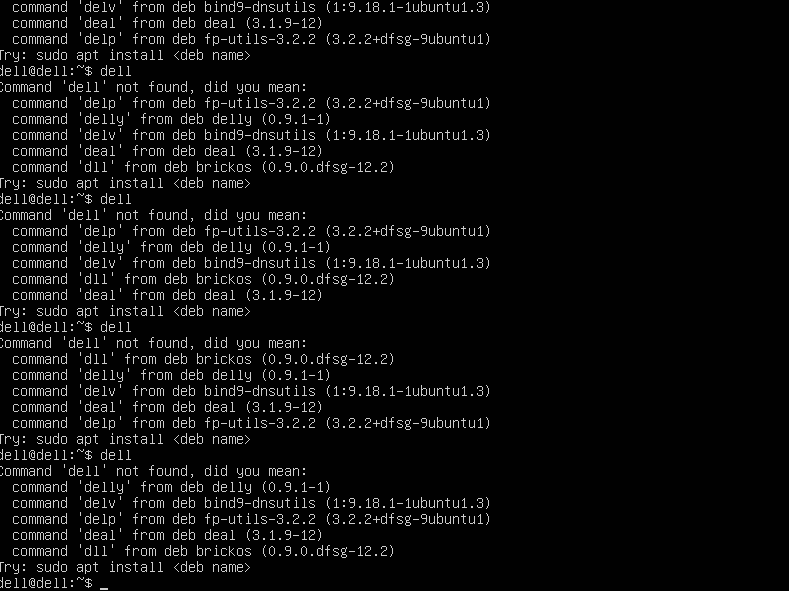 command 'delv' from deb bind9-dnsutils (1:9.18.1-1ubuntu1.3)
  command 'deal' from deb deal (3.1.9-12)
  command 'delp' from deb fp-utils-3.2.2 (3.2.2+dfsg-9ubuntu1)
Try: sudo apt install <deb name>
dell@dell:~$ dell
Command 'dell' not found, did you mean:
  command 'delp' from deb fp-utils-3.2.2 (3.2.2+dfsg-9ubuntu1)
  command 'delly' from deb delly (0.9.1-1)
  command 'delv' from deb bind9-dnsutils (1:9.18.1-1ubuntu1.3)
  command 'deal' from deb deal (3.1.9-12)
  command 'dll' from deb brickos (0.9.0.dfsg-12.2)
Try: sudo apt install <deb name>
dell@dell:~$ dell
Command 'dell' not found, did you mean:
  command 'delp' from deb fp-utils-3.2.2 (3.2.2+dfsg-9ubuntu1)
  command 'delly' from deb delly (0.9.1-1)
  command 'delv' from deb bind9-dnsutils (1:9.18.1-1ubuntu1.3)
  command 'dll' from deb brickos (0.9.0.dfsg-12.2)
  command 'deal' from deb deal (3.1.9-12)
Try: sudo apt install <deb name>
dell@dell:~$ dell
Command 'dell' not found, did you mean:
  command 'dll' from deb brickos (0.9.0.dfsg-12.2)
  command 'delly' from deb delly (0.9.1-1)
  command 'delv' from deb bind9-dnsutils (1:9.18.1-1ubuntu1.3)
  command 'deal' from deb deal (3.1.9-12)
  command 'delp' from deb fp-utils-3.2.2 (3.2.2+dfsg-9ubuntu1)
Try: sudo apt install <deb name>
dell@dell:~$ dell
Command 'dell' not found, did you mean:
  command 'delly' from deb delly (0.9.1-1)
  command 'delv' from deb bind9-dnsutils (1:9.18.1-1ubuntu1.3)
  command 'delp' from deb fp-utils-3.2.2 (3.2.2+dfsg-9ubuntu1)
  command 'deal' from deb deal (3.1.9-12)
  command 'dll' from deb brickos (0.9.0.dfsg-12.2)
Try: sudo apt install <deb name>
dell@dell:~$ _